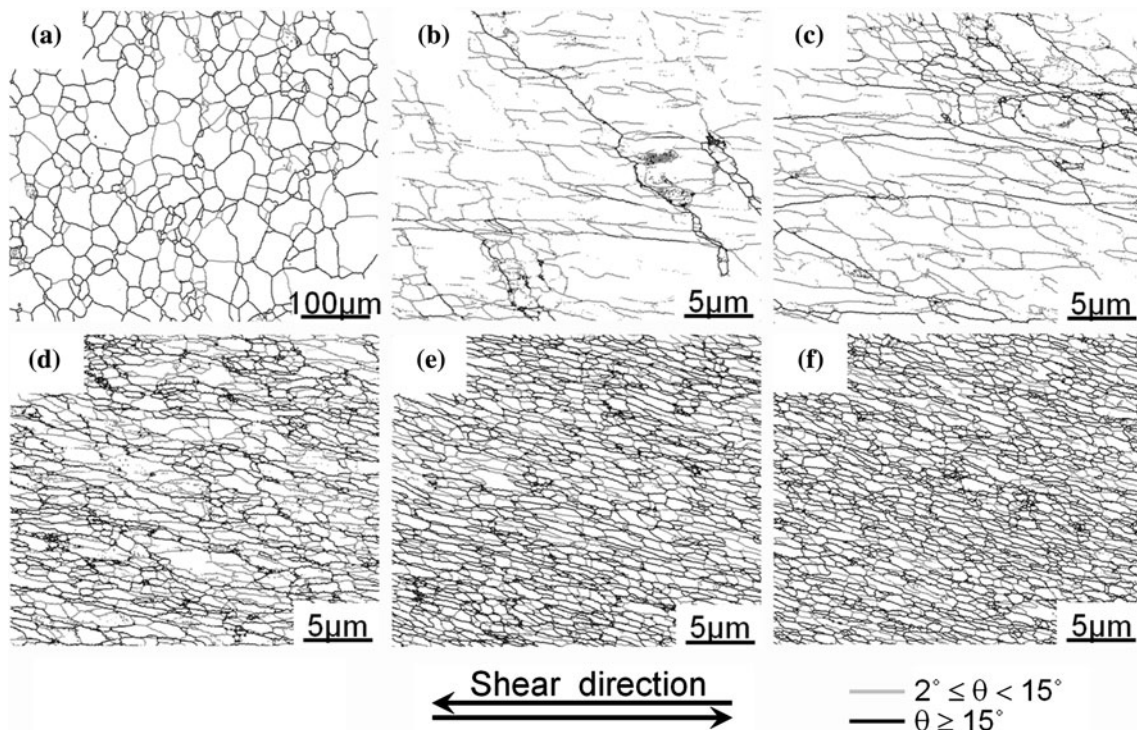 (a)
(b)
(c)
100μm
5μm
5μm
(d)
(e)
(f)
5μm
5μm
5μm
Shear direction
2° ≤ θ < 15°
θ ≥ 15°